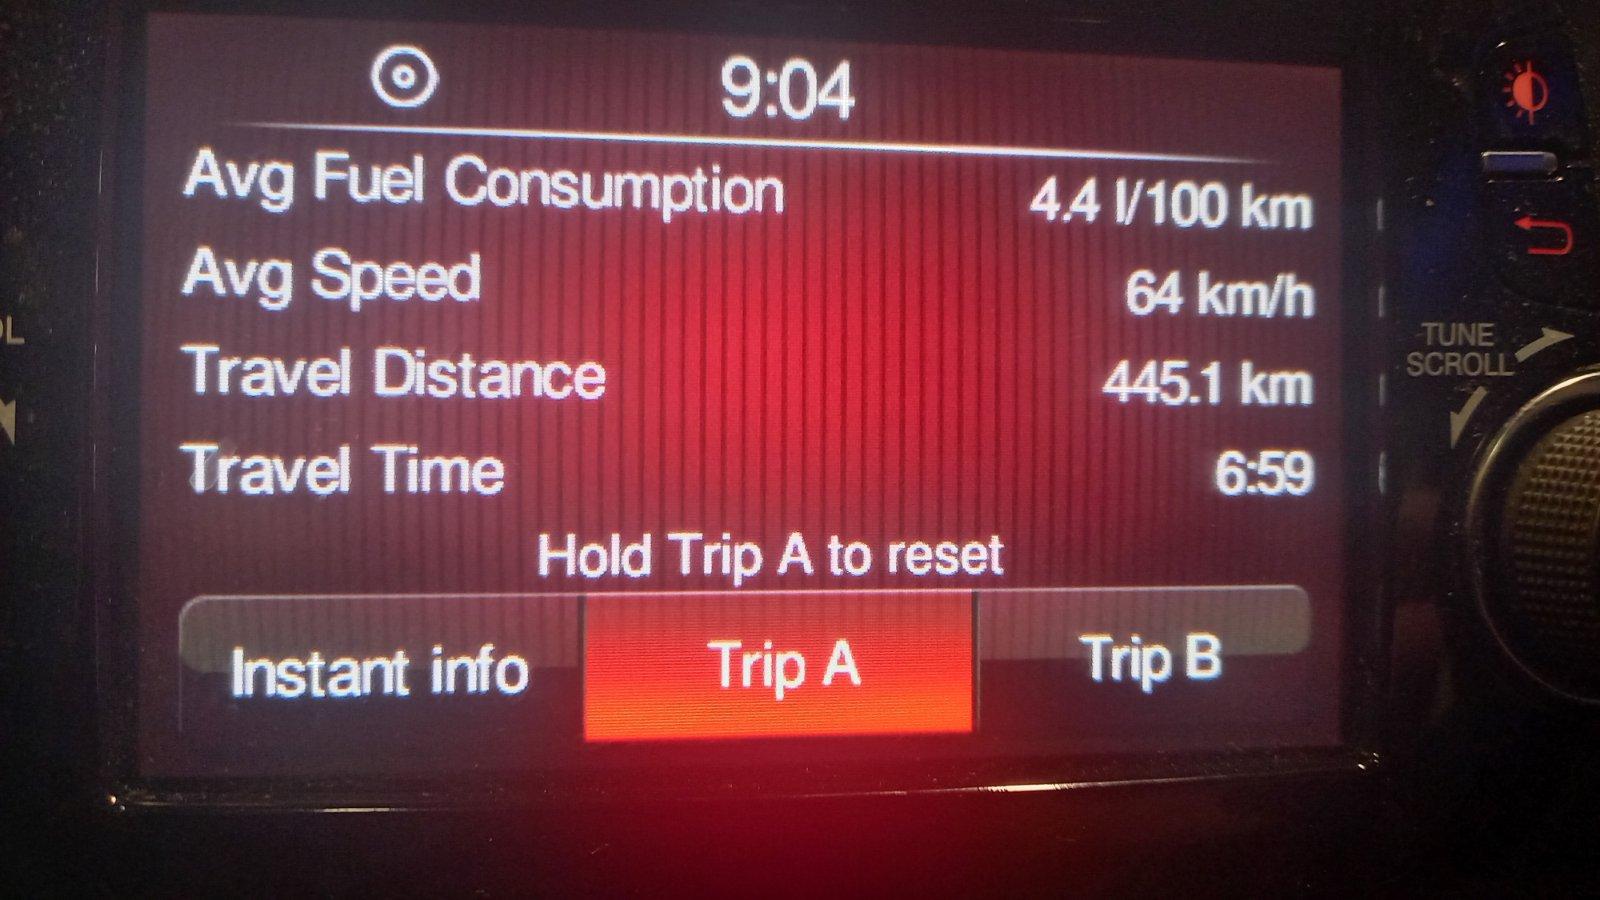 9:04
Avg Fuel Consumption 4.4 l/100 km
Avg Speed 64 km/h
Travel Distance 445.1 km
Travel Time 6:59
Hold Trip A to reset
Instant info Trip A Trip B
TUNE
SCROLL